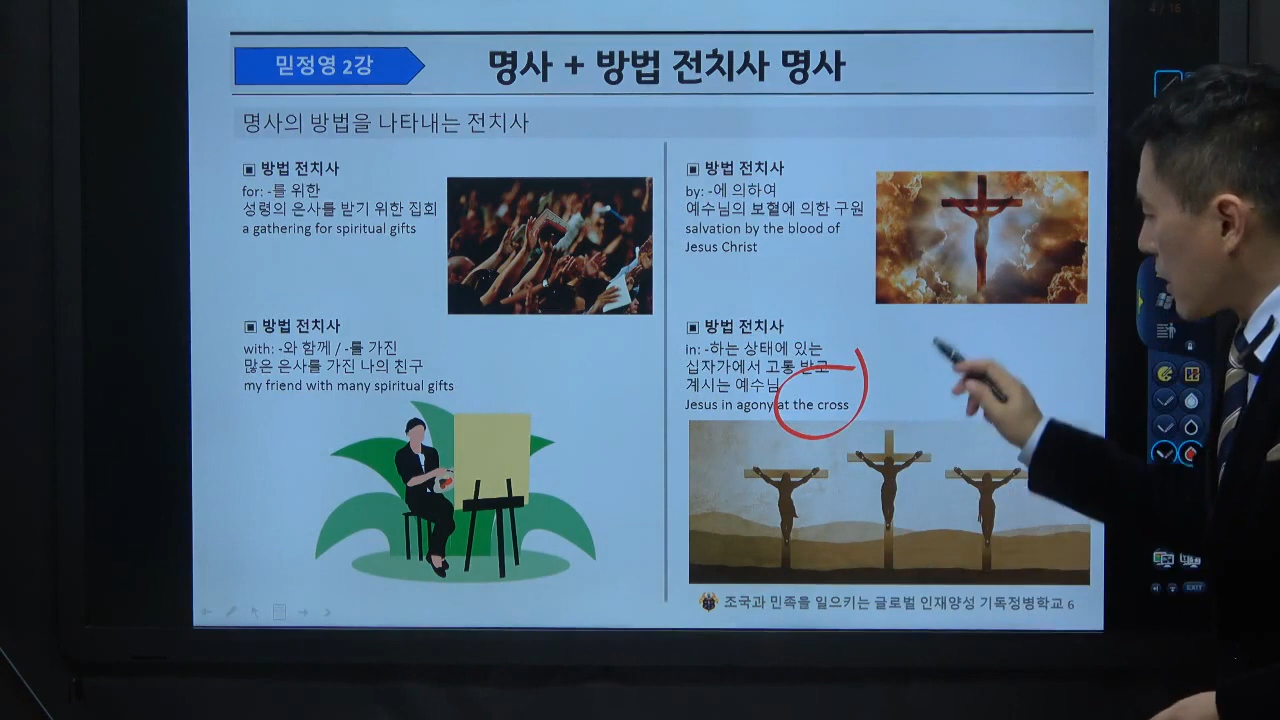 4 / 16
믿정영 2강
명사 + 방법 전치사 명사
명사의 방법을 나타내는 전치사
▣ 방법 전치사
for: -를 위한
성령의 은사를 받기 위한 집회
a gathering for spiritual gifts
▣ 방법 전치사
with: -와 함께 / -를 가진
많은 은사를 가진 나의 친구
my friend with many spiritual gifts
▣ 방법 전치사
by: -에 의하여
예수님의 보혈에 의한 구원
salvation by the blood of
Jesus Christ
▣ 방법 전치사
in: -하는 상태에 있는
십자가에서 고통 받고
계시는 예수님
Jesus in agony at the cross
조국과 민족을 일으키는 글로벌 인재양성 기독정병학교 6
EXIT